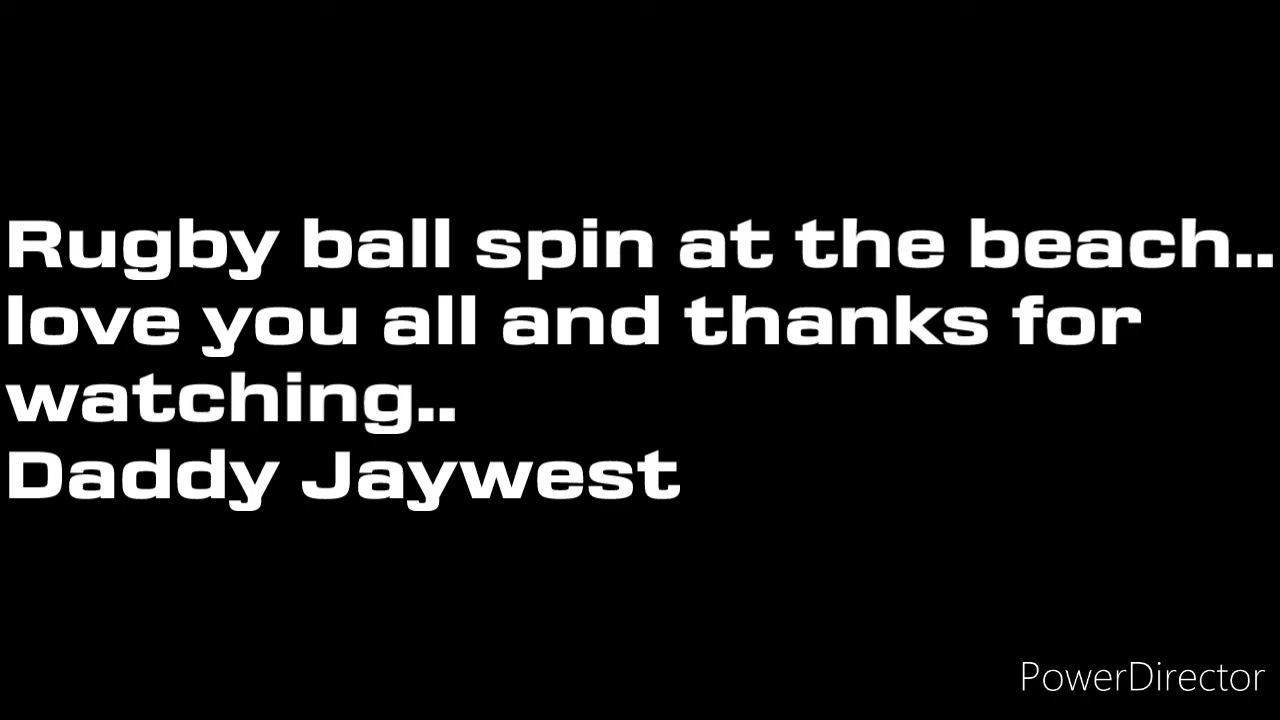 Rugby ball spin at the beach..
love you all and thanks for
watching..
Daddy Jaywest
PowerDirector